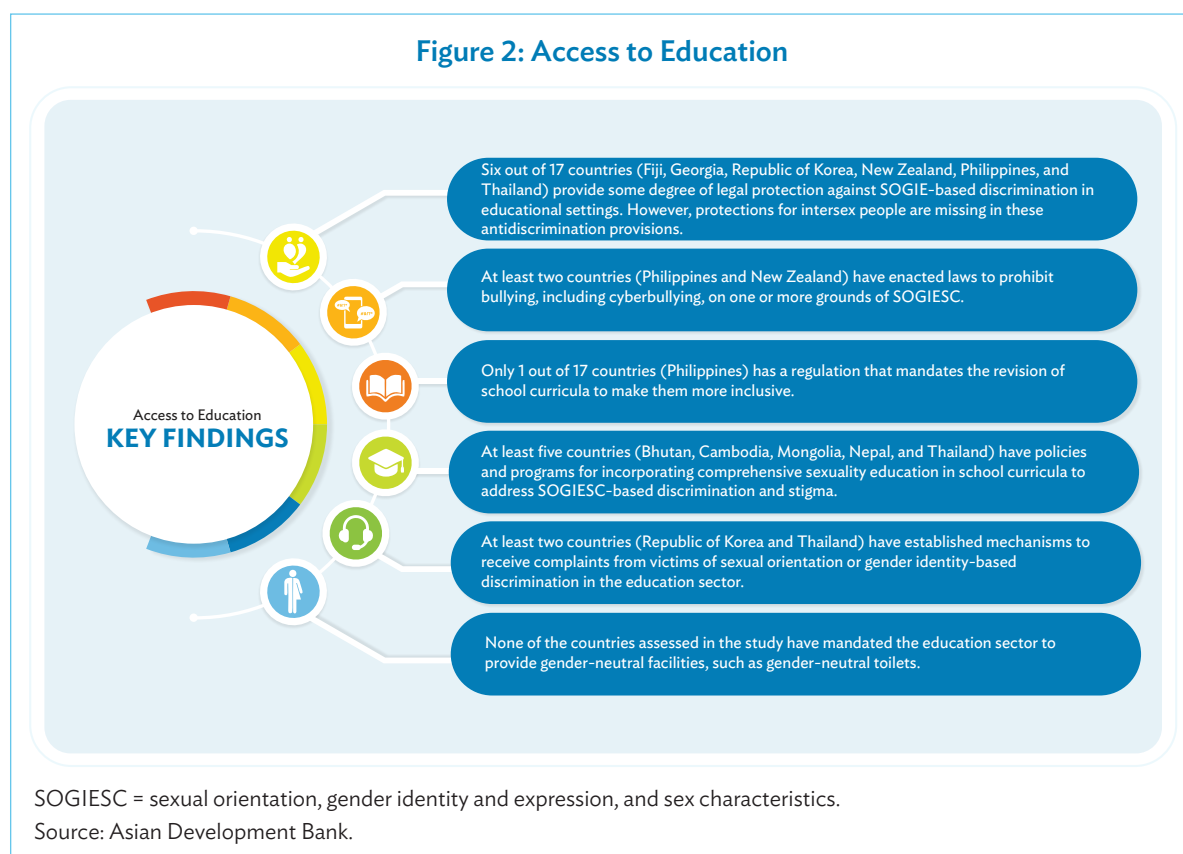 Figure 2: Access to Education
Six out of 17 countries (Fiji, Georgia, Republic of Korea, New Zealand, Philippines, and
Thailand) provide some degree of legal protection against SOGIE-based discrimination in
educational settings. However, protections for intersex people are missing in these
antidiscrimination provisions.
At least two countries (Philippines and New Zealand) have enacted laws to prohibit
bullying, including cyberbullying, on one or more grounds of SOGIESC.
Only 1 out of 17 countries (Philippines) has a regulation that mandates the revision of
school curricula to make them more inclusive.
Access to Education
KEY FINDINGS
At least five countries (Bhutan, Cambodia, Mongolia, Nepal, and Thailand) have policies
and programs for incorporating comprehensive sexuality education in school curricula to
address SOGIESC-based discrimination and stigma.
At least two countries (Republic of Korea and Thailand) have established mechanisms to
receive complaints from victims of sexual orientation or gender identity-based
discrimination in the education sector.
None of the countries assessed in the study have mandated the education sector to
provide gender-neutral facilities, such as gender-neutral toilets.
SOGIESC = sexual orientation, gender identity and expression, and sex characteristics.
Source: Asian Development Bank.